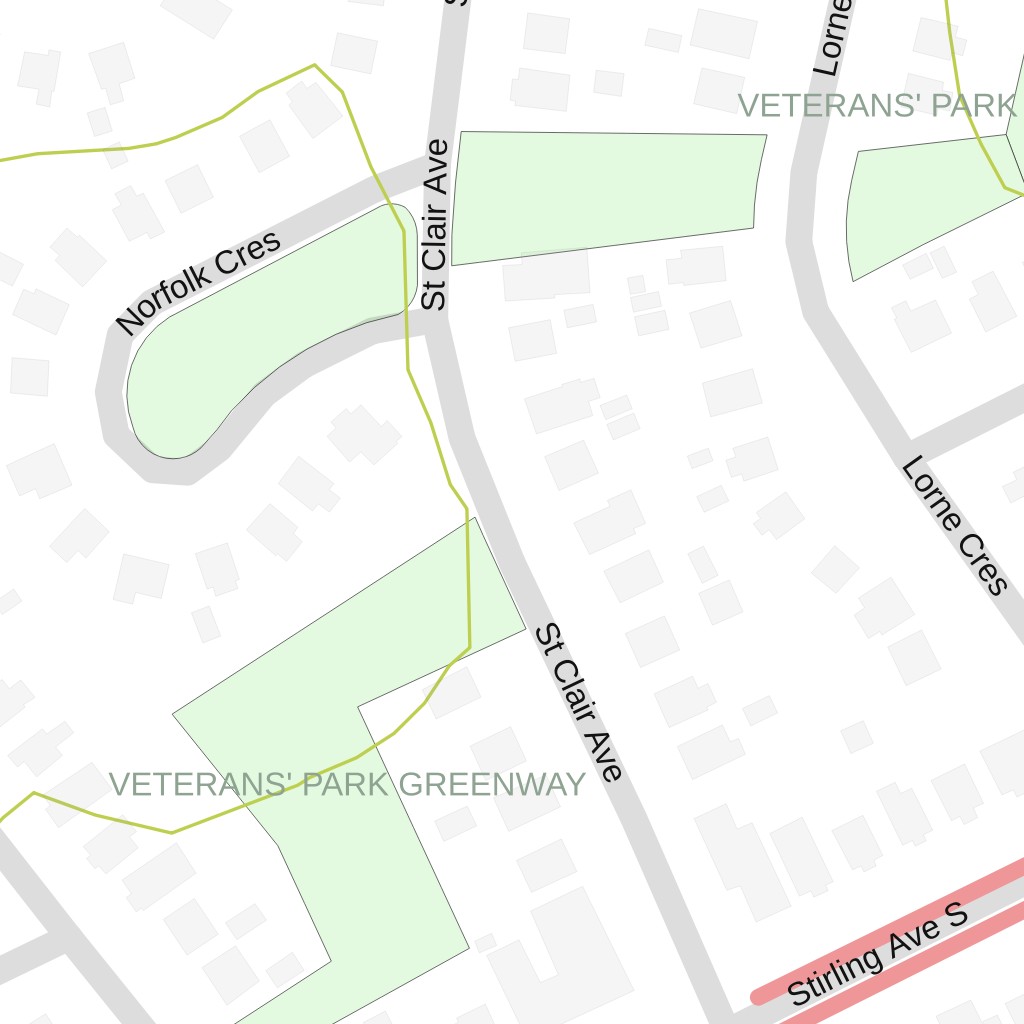 S
Lorne
VETERANS' PARK
St Clair Ave
Norfolk Cres
Lorne Cres
St Clair Ave
VETERANS' PARK GREENWAY
Stirling Ave S